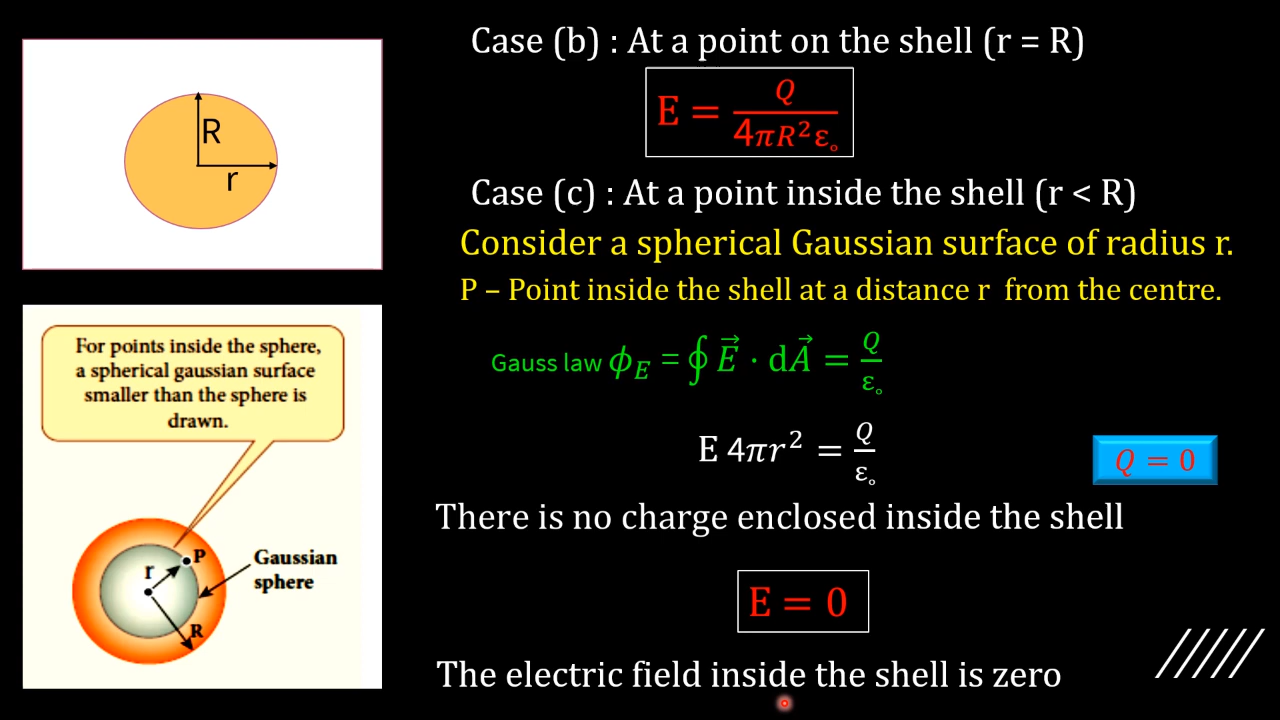 R
r
For points inside the sphere,
a spherical gaussian surface
smaller than the sphere is
drawn.
P
r
Gaussian
sphere
R
Case (b) : At a point on the shell (r = R)
E = Q / 4πR²ε₀
Case (c) : At a point inside the shell (r < R)
Consider a spherical Gaussian surface of radius r.
P – Point inside the shell at a distance r from the centre.
Gauss law ϕ_E = ∮ E⃗ · dA⃗ = Q / ε₀
E 4πr² = Q / ε₀
Q = 0
There is no charge enclosed inside the shell
E = 0
The electric field inside the shell is zero